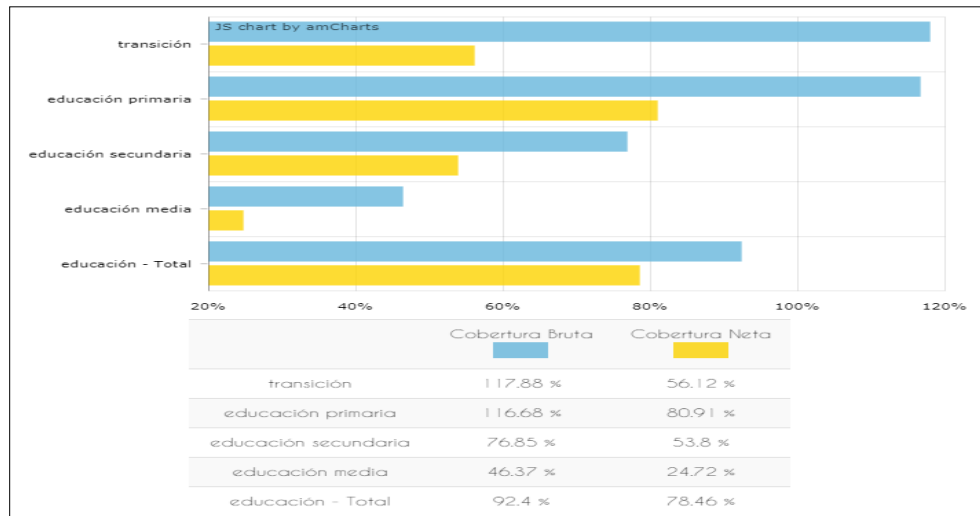 JS chart by amCharts
transición
educación primaria
educación secundaria
educación media
educación - Total
20% 40% 60% 80% 100% 120%
Cobertura Bruta Cobertura Neta
transición 117.88 % 56.12 %
educación primaria 116.68 % 80.91 %
educación secundaria 76.85 % 53.8 %
educación media 46.37 % 24.72 %
educación - Total 92.4 % 78.46 %